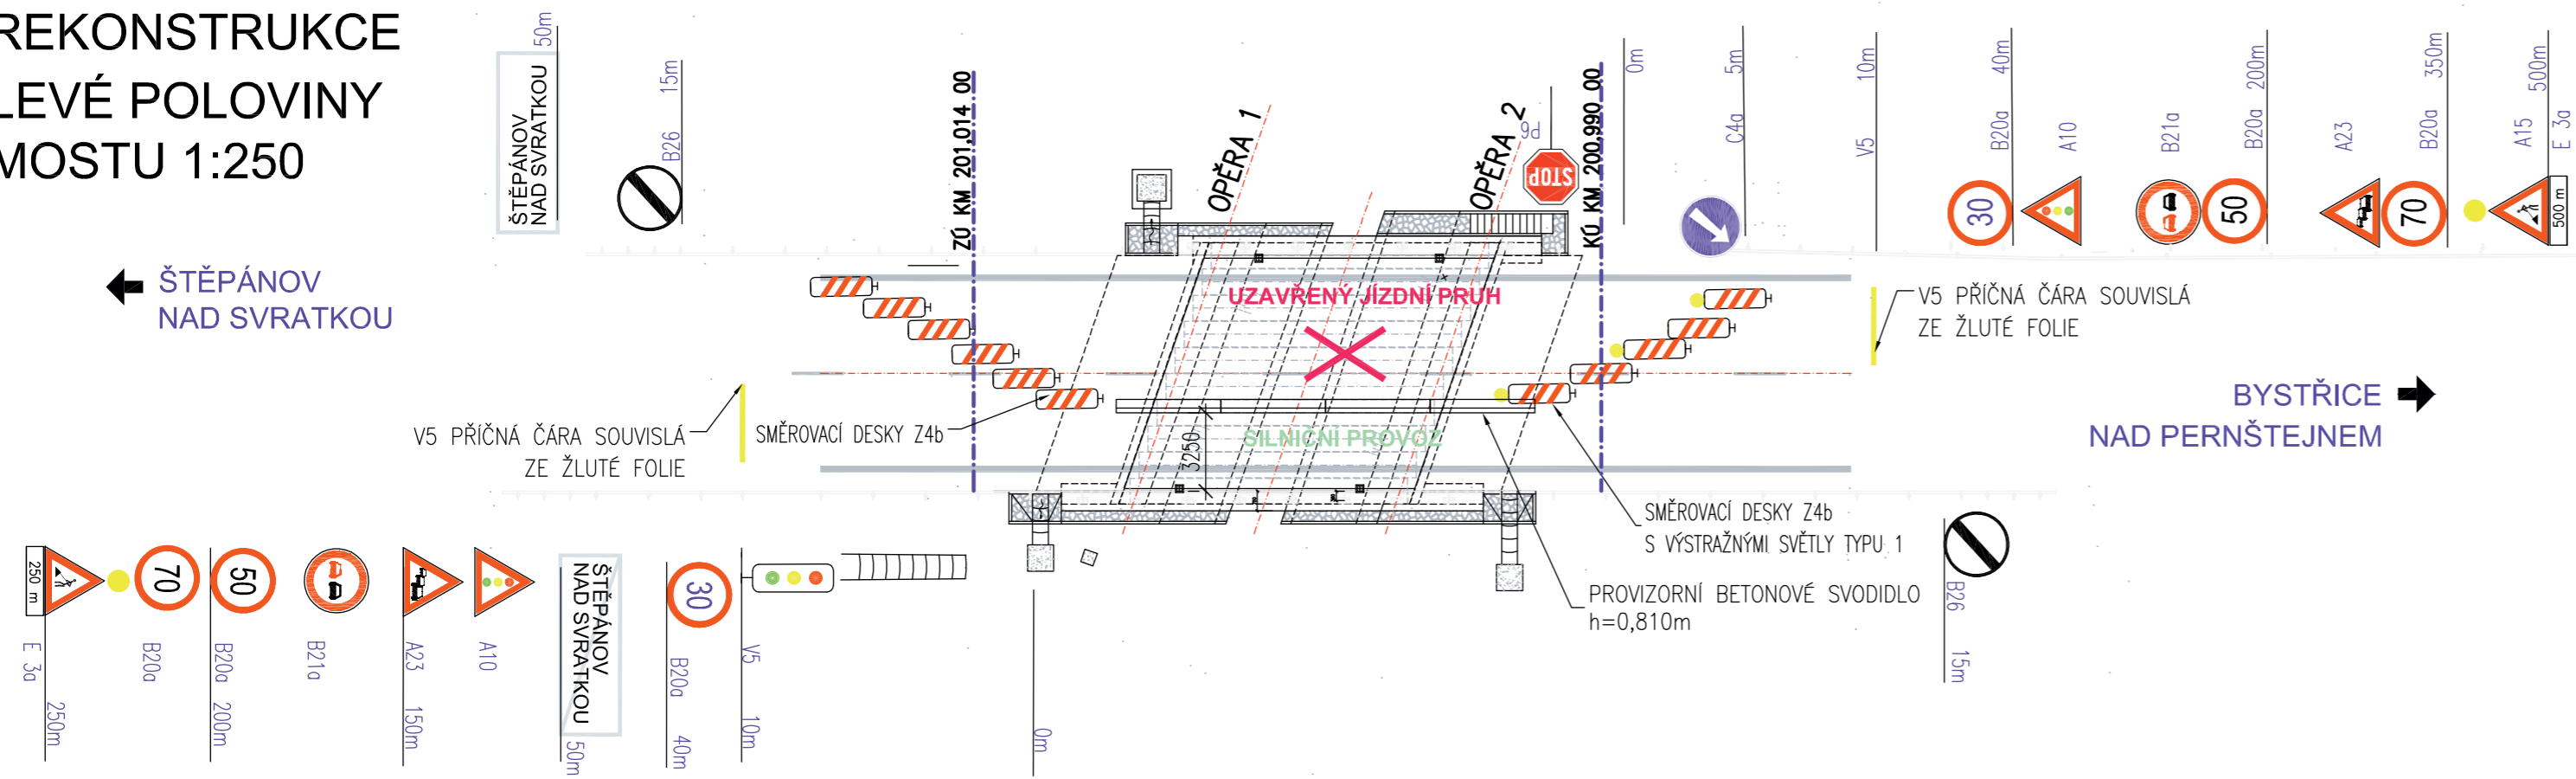 REKONSTRUKCE
LEVÉ POLOVINY
MOSTU 1:250
ŠTĚPÁNOV
NAD SVRATKOU
50m
B26 15m
ZÚ KM 201,014 00
OPĚRA 1
OPĚRA 2
P6
STOP
KÚ KM 200,990 00
0m
C4a 5m
V5 10m
B20a 40m
30
A10
B21a
B20a 200m
50
A23
B20a 350m
70
A15 500m
E 3a
500 m
ŠTĚPÁNOV
NAD SVRATKOU
UZAVŘENÝ JÍZDNÍ PRUH
V5 PŘÍČNÁ ČÁRA SOUVISLÁ
ZE ŽLUTÉ FOLIE
BYSTŘICE
NAD PERNŠTEJNEM
V5 PŘÍČNÁ ČÁRA SOUVISLÁ
ZE ŽLUTÉ FOLIE
SMĚROVACÍ DESKY Z4b
SILNIČNÍ PROVOZ
3250
SMĚROVACÍ DESKY Z4b
S VÝSTRAŽNÝMI SVĚTLY TYPU 1
PROVIZORNÍ BETONOVÉ SVODIDLO
h=0,810m
B26 15m
250 m
E 3a
250m
70
B20a
50
B20a 200m
B21a
A23 150m
A10
ŠTĚPÁNOV
NAD SVRATKOU
50m
30
B20a 40m
V5 10m
0m